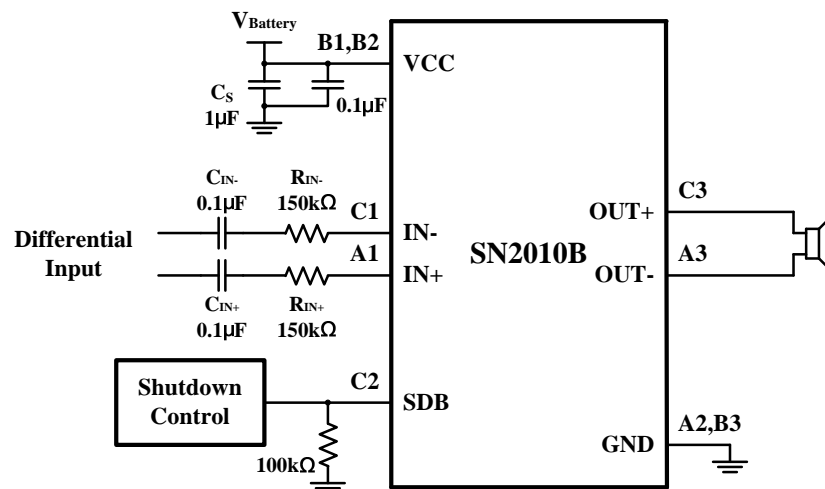 VBattery
B1,B2
VCC
CS
1μF
0.1μF
CIN-
0.1μF
RIN-
150kΩ
C1
IN-
Differential
Input
A1
IN+
CIN+
0.1μF
RIN+
150kΩ
SN2010B
C3
OUT+
A3
OUT-
Shutdown
Control
C2
SDB
100kΩ
A2,B3
GND